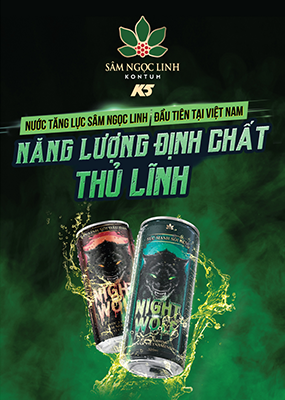 SÂM NGỌC LINH
KONTUM
K5
NƯỚC TĂNG LỰC SÂM NGỌC LINH ĐẦU TIÊN TẠI VIỆT NAM
NĂNG LƯỢNG ĐỊNH CHẤT
THỦ LĨNH
NIGHT
WOLF
NIGHT
WOLF